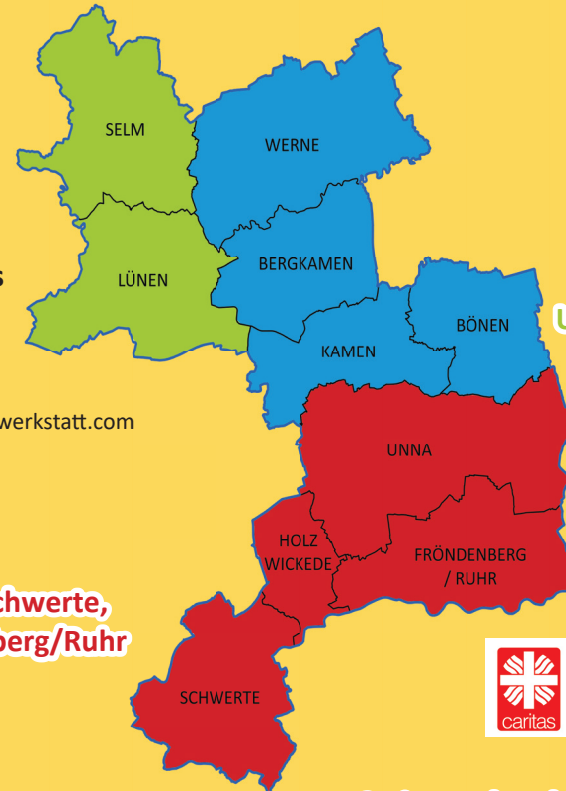 SELM
WERNE
BERGKAMEN
LÜNEN
s
BÖNEN
U
KAMEN
werkstatt.com
UNNA
HOLZ
WICKEDE
FRÖNDENBERG
/ RUHR
chwerte,
berg/Ruhr
SCHWERTE
caritas